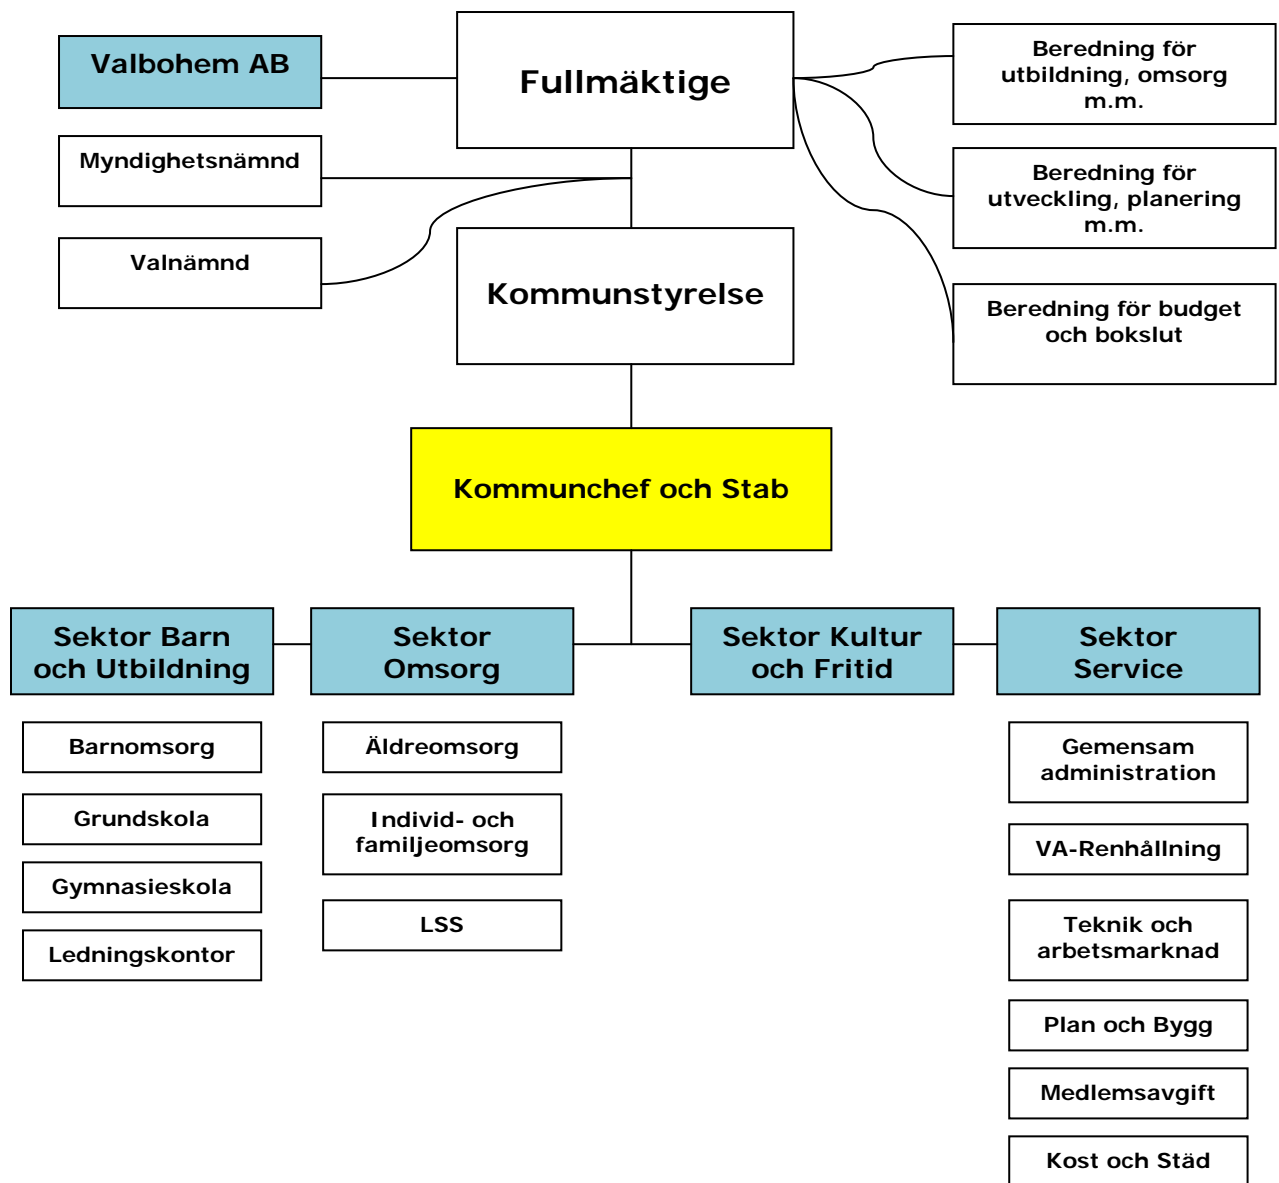 Valbohem AB
Fullmäktige
Beredning för
utbildning, omsorg
m.m.
Myndighetsnämnd
Beredning för
utveckling, planering
m.m.
Valnämnd
Kommunstyrelse
Beredning för budget
och bokslut
Kommunchef och Stab
Sektor Barn
och Utbildning
Sektor
Omsorg
Sektor Kultur
och Fritid
Sektor
Service
Barnomsorg
Grundskola
Gymnasieskola
Ledningskontor
Äldreomsorg
Individ- och
familjeomsorg
LSS
Gemensam
administration
VA-Renhållning
Teknik och
arbetsmarknad
Plan och Bygg
Medlemsavgift
Kost och Städ